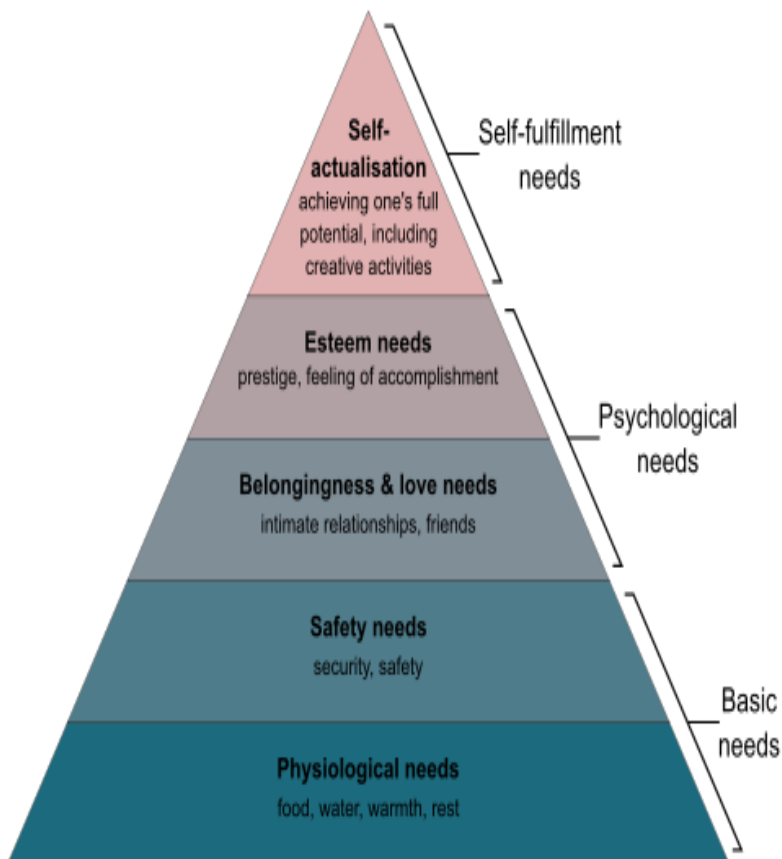 Self-
actualisation
achieving one's full
potential, including
creative activities
Self-fulfillment
needs
Esteem needs
prestige, feeling of accomplishment
Belongingness & love needs
intimate relationships, friends
Psychological
needs
Safety needs
security, safety
Physiological needs
food, water, warmth, rest
Basic
needs